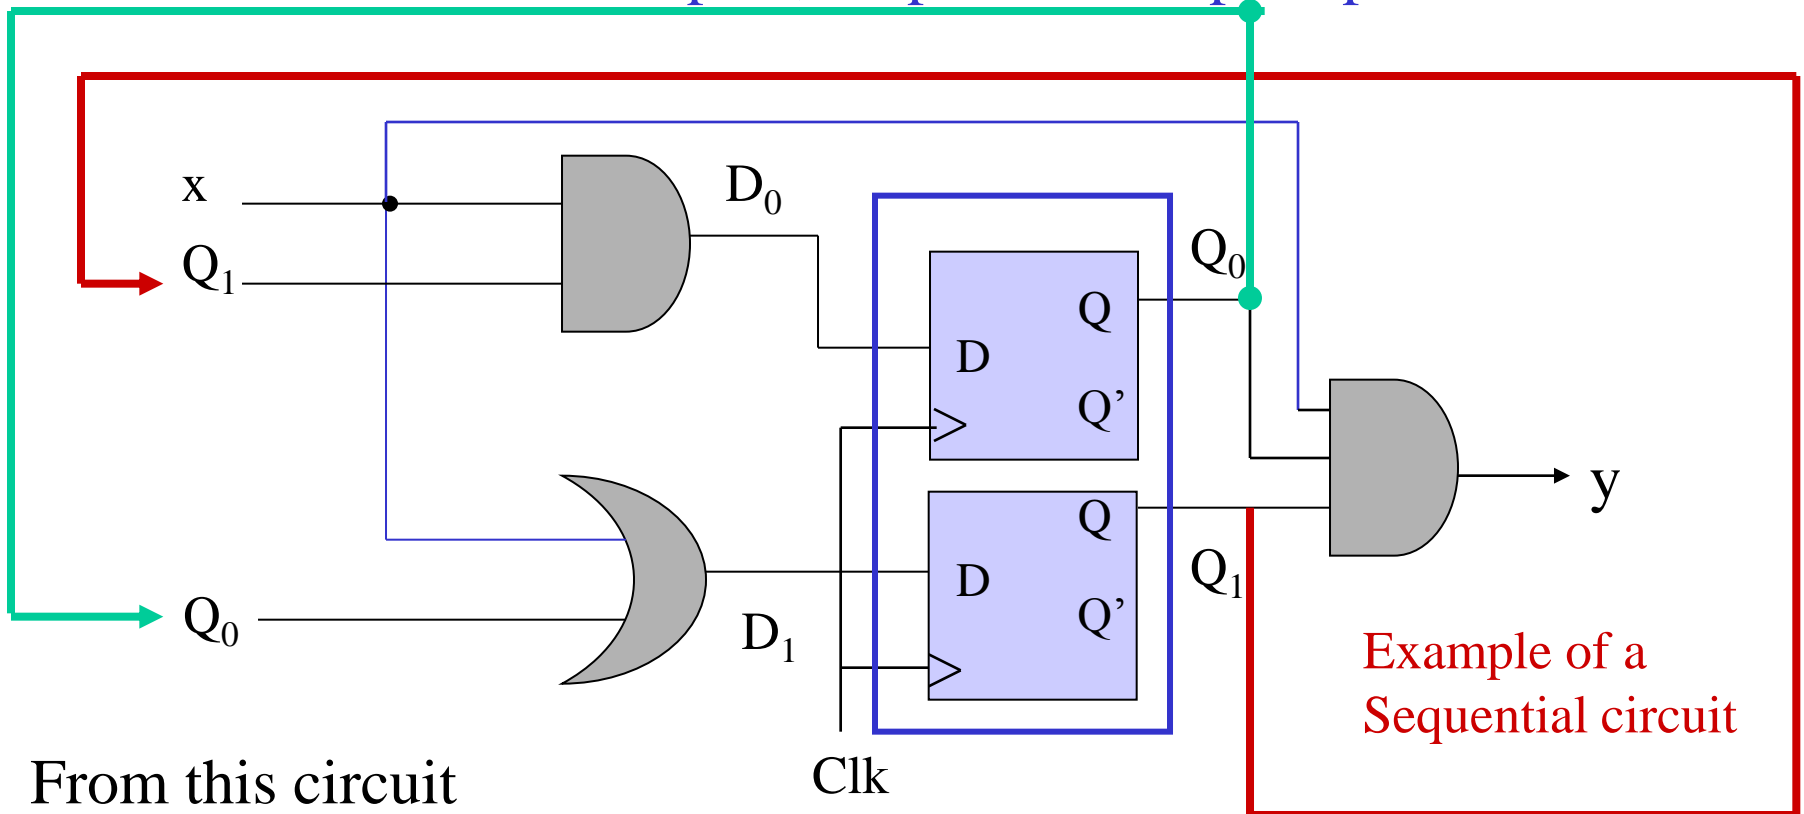 x
D₀
Q₁
Q₀
Q
D
Q’
Q
y
D
Q₁
Q’
Q₀
D₁
Example of a
Sequential circuit
Clk
From this circuit